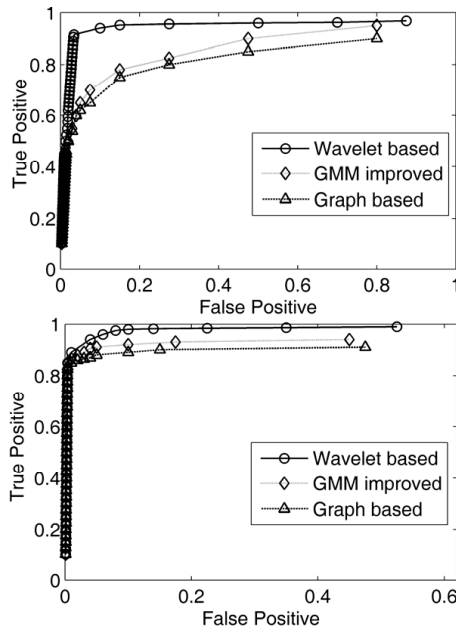 1
0.8
0.6
0.4
0.2
0
True Positive
0 0.2 0.4 0.6 0.8 1
False Positive
Wavelet based
GMM improved
Graph based
1
0.8
0.6
0.4
0.2
0
True Positive
0 0.2 0.4 0.6
False Positive
Wavelet based
GMM improved
Graph based